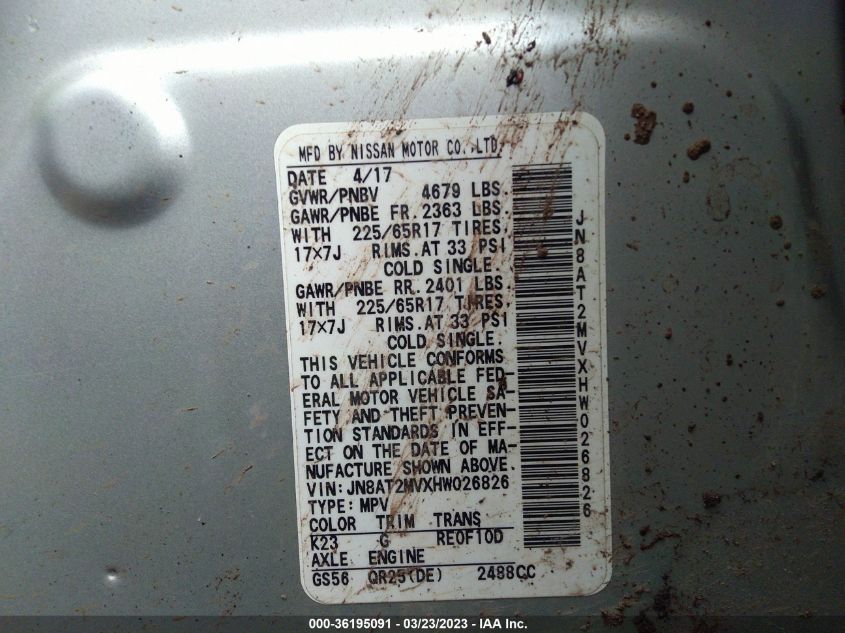 MFD BY NISSAN MOTOR CO.,LTD.
DATE 4/17
GVWR/PNBV 4679 LBS.
GAWR/PNBE FR. 2363 LBS.
WITH 225/65R17 TIRES,
17×7J RIMS.AT 33 PSI
COLD SINGLE.
GAWR/PNBE RR. 2401 LBS.
WITH 225/65R17 TIRES,
17×7J RIMS.AT 33 PSI
COLD SINGLE.
THIS VEHICLE CONFORMS
TO ALL APPLICABLE FED-
ERAL MOTOR VEHICLE SA-
FETY AND THEFT PREVEN-
TION STANDARDS IN EFF-
ECT ON THE DATE OF MA-
NUFACTURE SHOWN ABOVE.
VIN:JN8AT2MVXHW026826
TYPE: MPV
COLOR TRIM TRANS
K23 G RE0F10D
AXLE ENGINE
GS56 QR25(DE) 2488CC
JN8AT2MVXHW026826
000-36195091 - 03/23/2023 - IAA Inc.